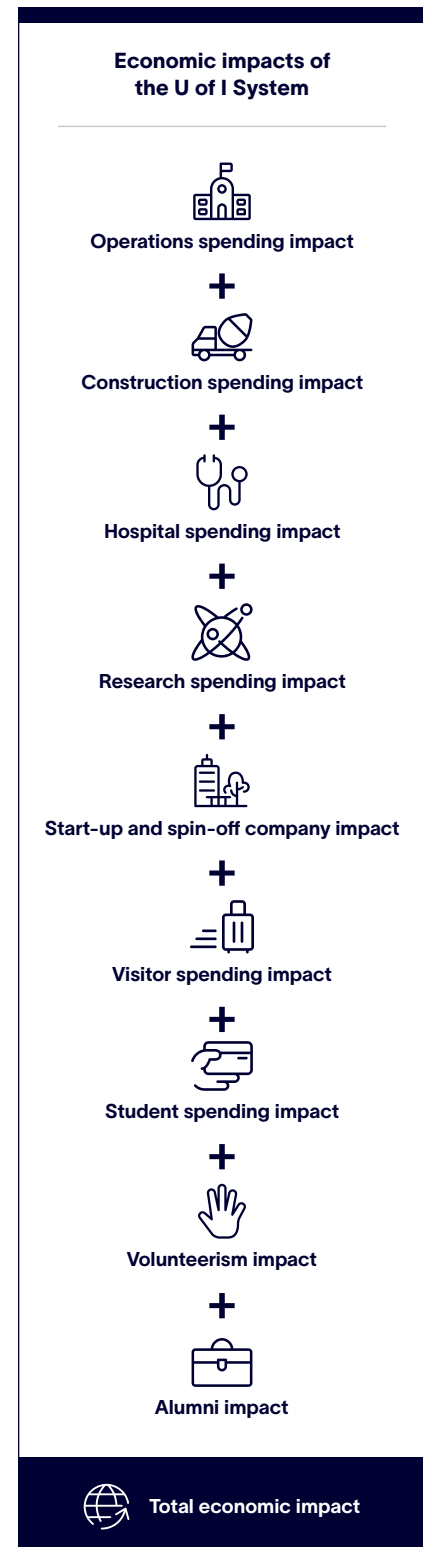 Economic impacts of
the U of I System
Operations spending impact
+
Construction spending impact
+
Hospital spending impact
+
Research spending impact
+
Start-up and spin-off company impact
+
Visitor spending impact
+
Student spending impact
+
Volunteerism impact
+
Alumni impact
Total economic impact